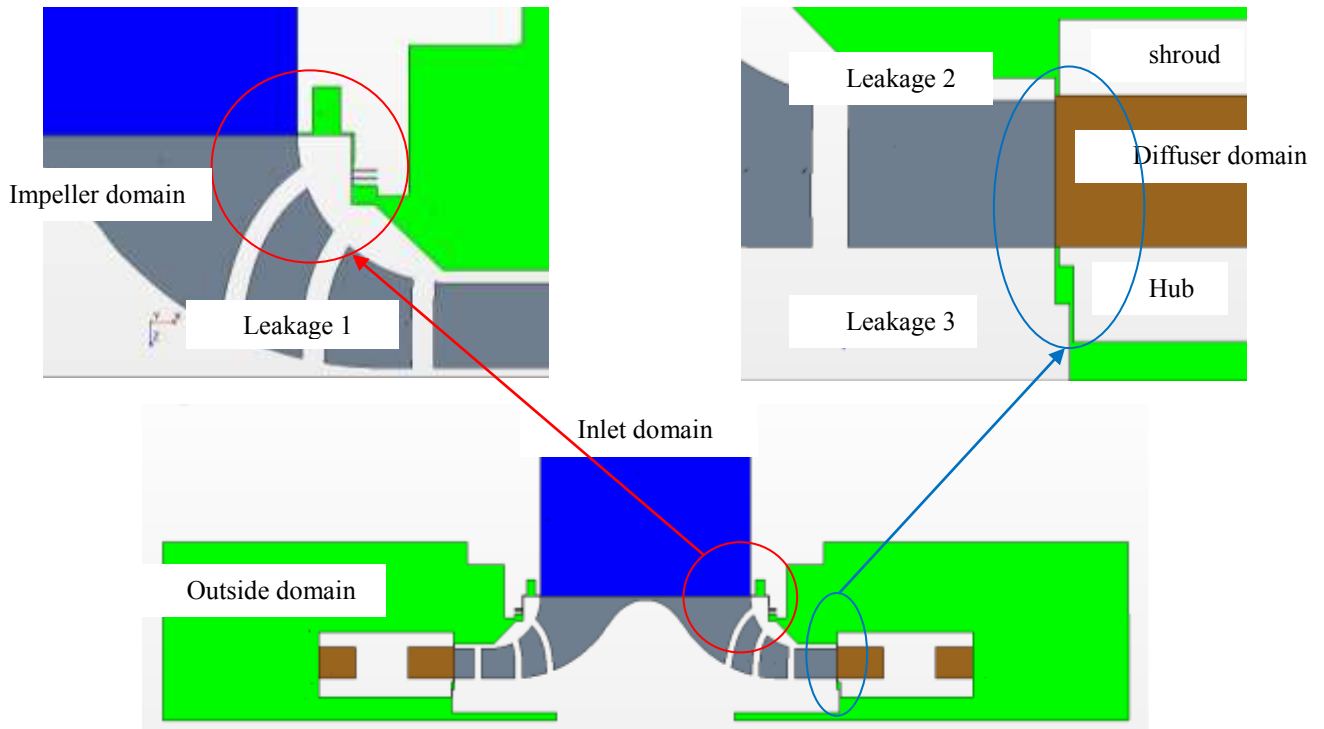 shroud
Leakage 2
Diffuser domain
Impeller domain
Hub
Leakage 1
Leakage 3
Inlet domain
Outside domain